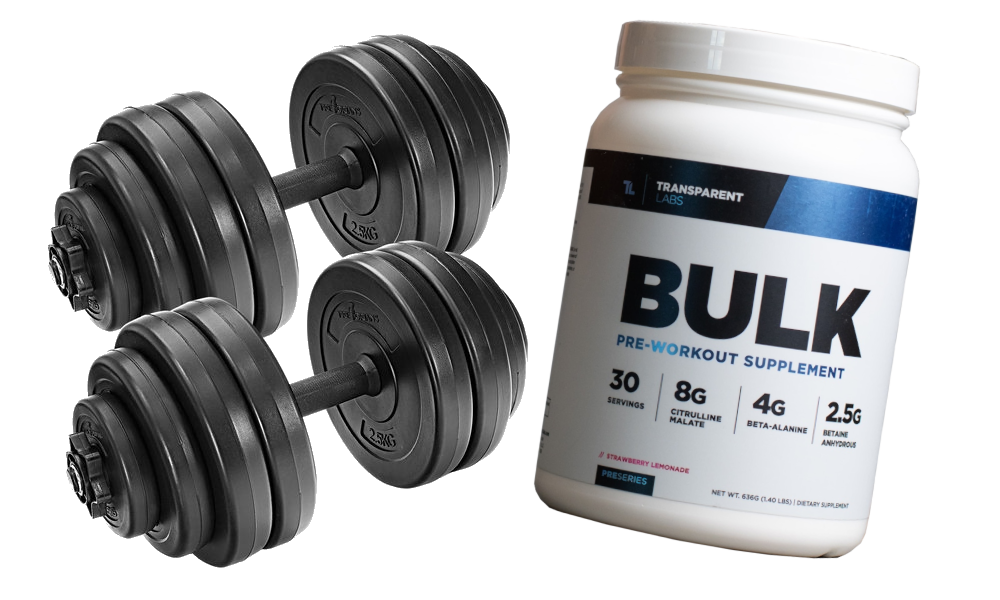 2.5KG
2.5KG
TL
TRANSPARENT
LABS
BULK
PRE-WORKOUT SUPPLEMENT
30
SERVINGS
8G
CITRULLINE
MALATE
4G
BETA-ALANINE
2.5G
BETAINE
ANHYDROUS
// STRAWBERRY LEMONADE
PRESERIES
NET WT. 636G (1.40 LBS) | DIETARY SUPPLEMENT